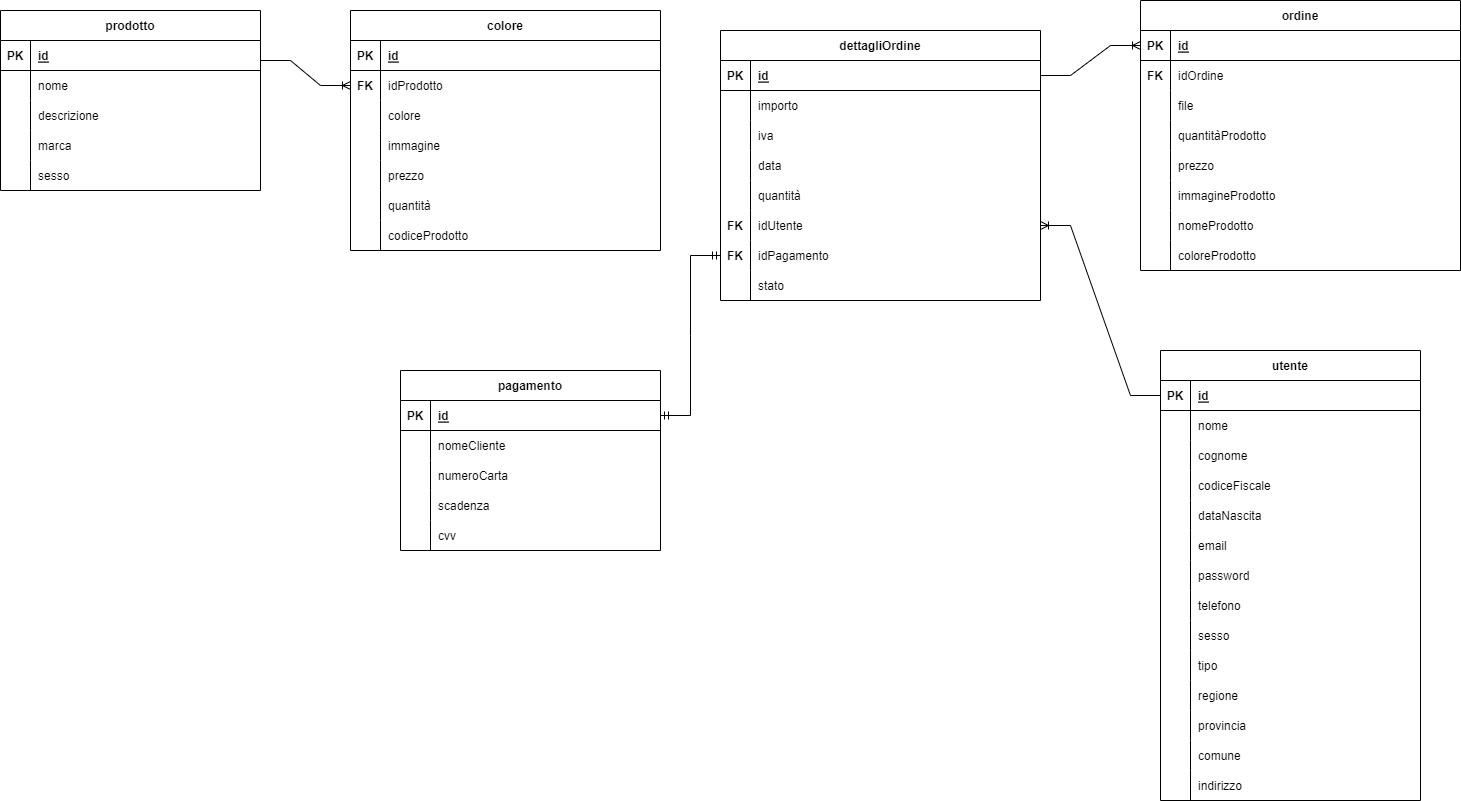 prodotto
PK id
nome
descrizione
marca
sesso
colore
PK id
FK idProdotto
colore
immagine
prezzo
quantità
codiceProdotto
dettagliOrdine
PK id
importo
iva
data
quantità
FK idUtente
FK idPagamento
stato
ordine
PK id
FK idOrdine
file
quantitàProdotto
prezzo
immagineProdotto
nomeProdotto
coloreProdotto
pagamento
PK id
nomeCliente
numeroCarta
scadenza
cvv
utente
PK id
nome
cognome
codiceFiscale
dataNascita
email
password
telefono
sesso
tipo
regione
provincia
comune
indirizzo